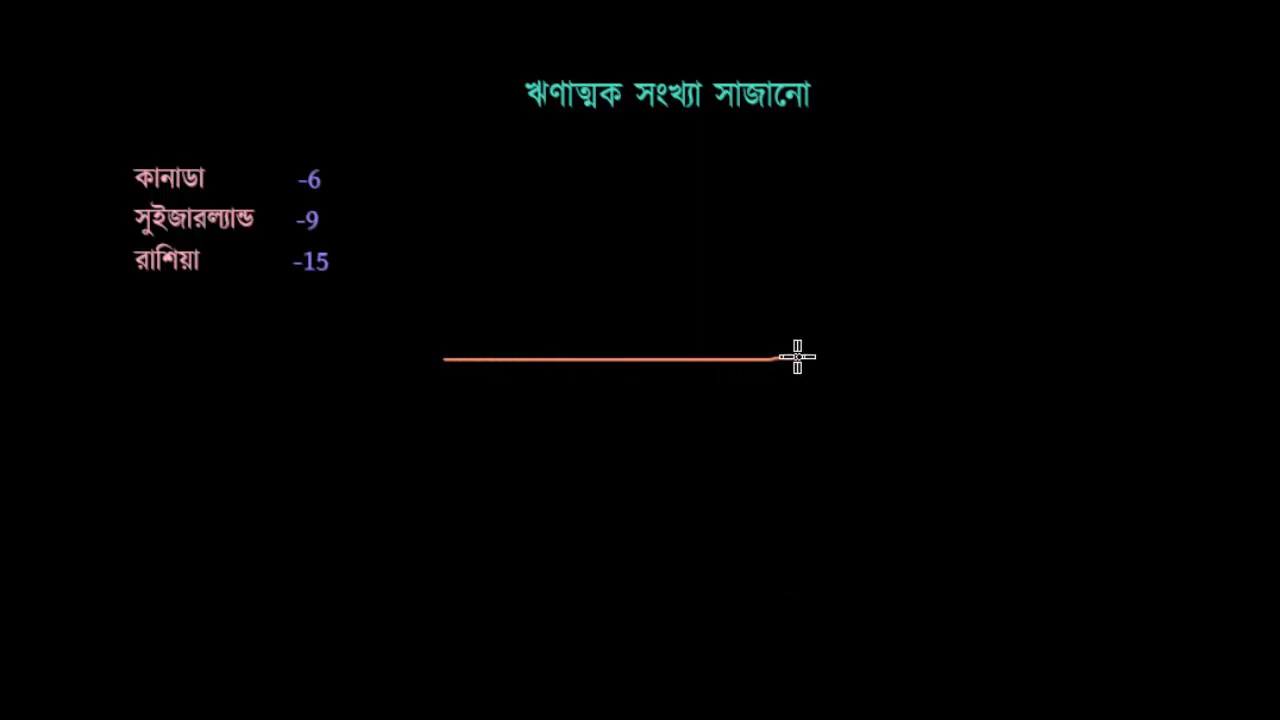 ঋণাত্মক সংখ্যা সাজানো
কানাডা -6
সুইজারল্যান্ড -9
রাশিয়া -15